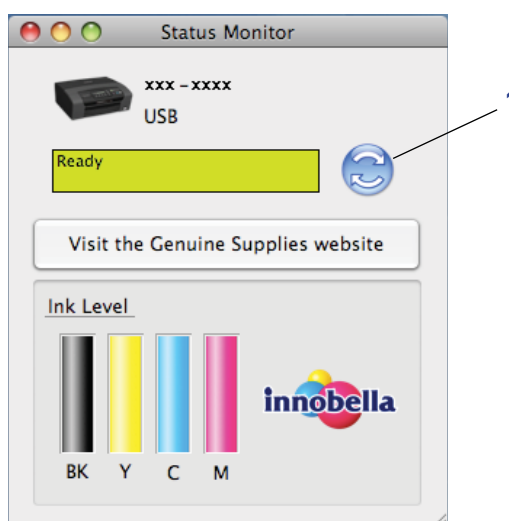 Status Monitor
xxx – xxxx
USB
Ready
Visit the Genuine Supplies website
Ink Level
innobella
BK Y C M